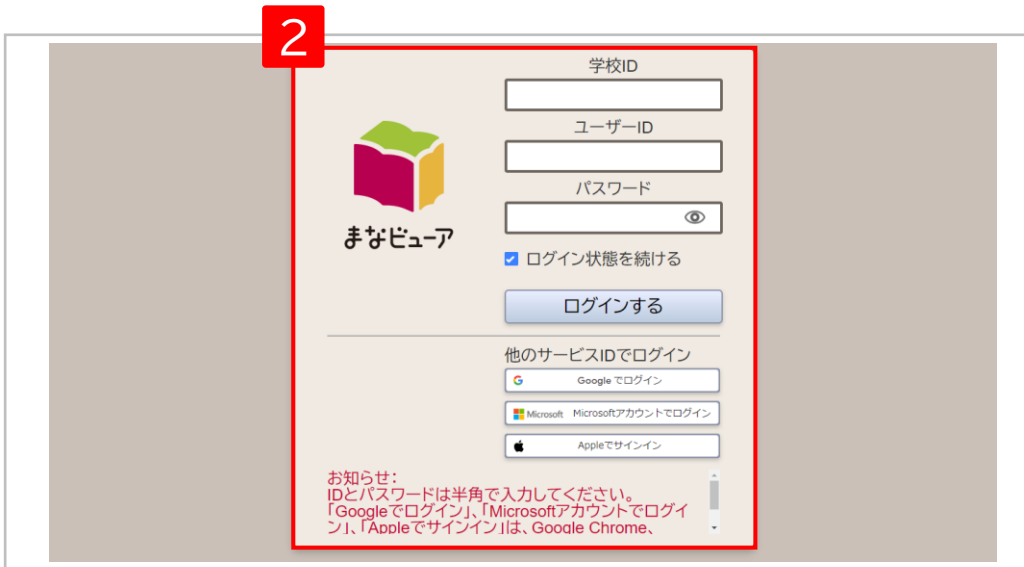 2
学校ID
ユーザーID
パスワード
まなビューア
ログイン状態を続ける
ログインする
他のサービスIDでログイン
Google でログイン
Microsoft Microsoftアカウントでログイン
Appleでサインイン
お知らせ:
IDとパスワードは半角で入力してください。
「Googleでログイン」、「Microsoftアカウントでログイ
ン」、「Appleでサインイン」は、Google Chrome、